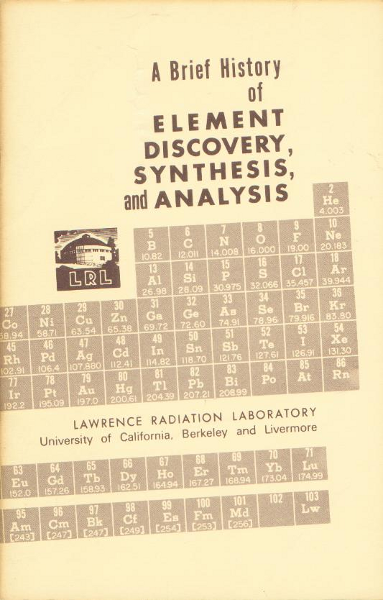 A Brief History
of
ELEMENT
DISCOVERY,
SYNTHESIS,
and ANALYSIS
2
He
4.003
5 6 7 8 9 10
B C N O F Ne
10.82 12.011 14.008 16.000 19.00 20.183
LRL
13 14 15 16 17 18
Al Si P S Cl Ar
26.98 28.09 30.975 32.066 35.457 39.944
27 28 29 30 31 32 33 34 35 36
Co Ni Cu Zn Ga Ge As Se Br Kr
58.94 58.71 63.54 65.38 69.72 72.60 74.91 78.96 79.916 83.80
45 46 47 48 49 50 51 52 53 54
Rh Pd Ag Cd In Sn Sb Te I Xe
102.91 106.4 107.880 112.41 114.82 118.70 121.76 127.61 126.91 131.30
77 78 79 80 81 82 83 84 85 86
Ir Pt Au Hg Tl Pb Bi Po At Rn
192.2 195.09 197.0 200.61 204.39 207.21 208.99
LAWRENCE RADIATION LABORATORY
University of California, Berkeley and Livermore
63 64 65 66 67 68 69 70 71
Eu Gd Tb Dy Ho Er Tm Yb Lu
152.0 157.26 158.93 162.51 164.94 167.27 168.94 173.04 174.99
95 96 97 98 99 100 101 102 103
Am Cm Bk Cf Es Fm Md Lw
[243] [247] [247] [249] [254] [253] [256]